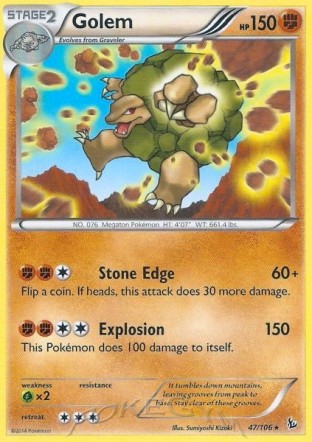 STAGE2 Golem HP150
Evolves from Graveler
NO. 076 Megaton Pokémon HT: 4'07" WT: 661.4 lbs.
Stone Edge 60+
Flip a coin. If heads, this attack does 30 more damage.
Explosion 150
This Pokémon does 100 damage to itself.
weakness resistance
×2
It tumbles down mountains,
leaving grooves from peak to
base. Stay clear of these grooves.
retreat
©2014 Pokémon
Illus. Sumiyoshi Kizuki 47/106 ★